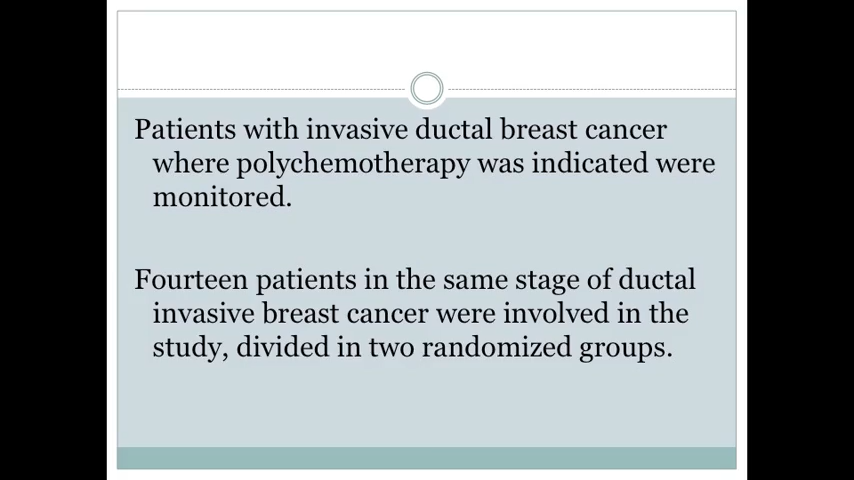 Patients with invasive ductal breast cancer
where polychemotherapy was indicated were
monitored.
Fourteen patients in the same stage of ductal
invasive breast cancer were involved in the
study, divided in two randomized groups.